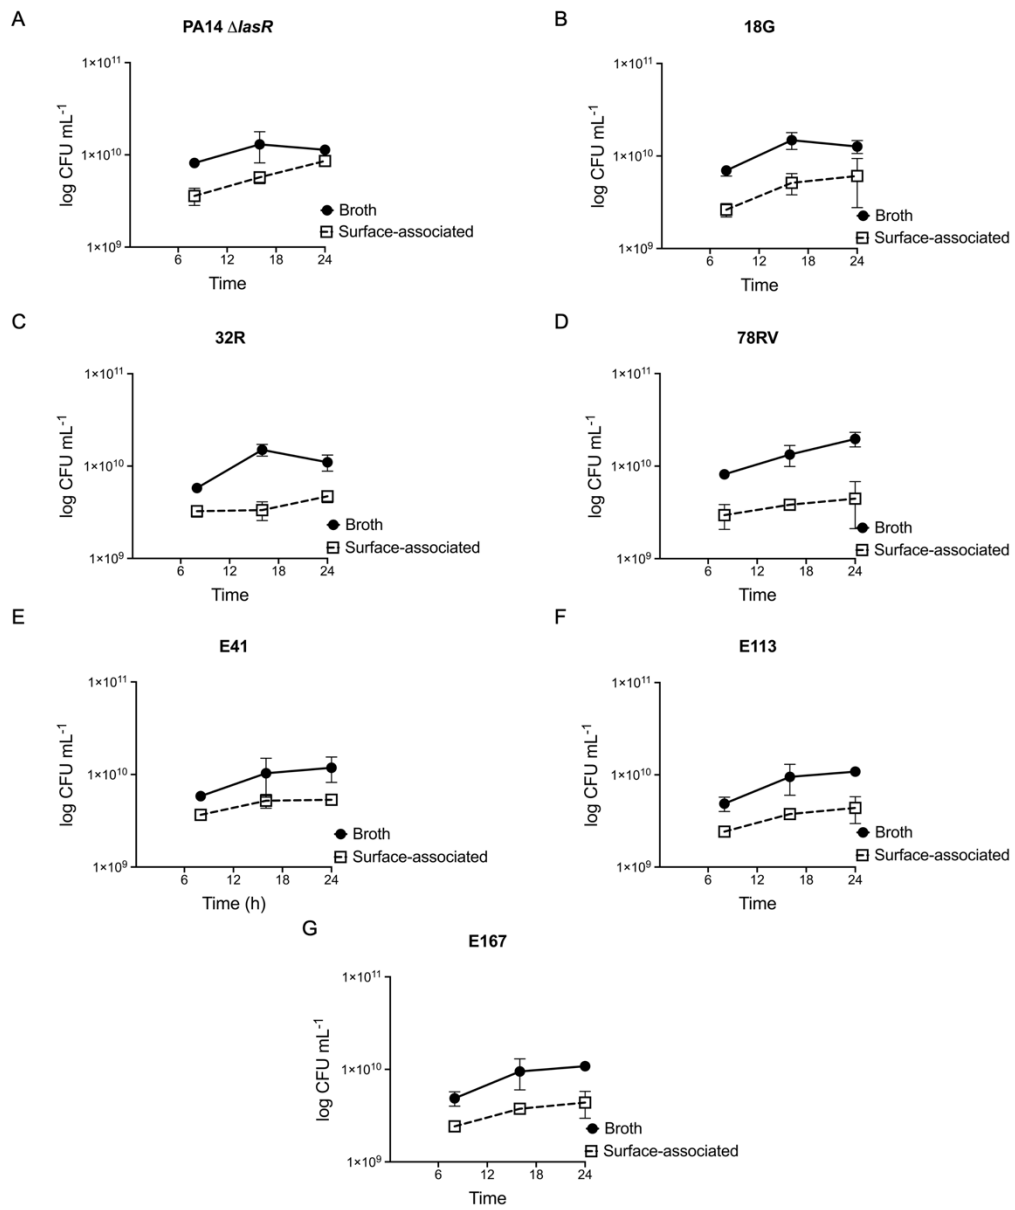 A
PA14 ΔlasR
1×10¹¹
1×10¹⁰
1×10⁹
log CFU mL⁻¹
6 12 18 24
Time
Broth
Surface-associated
B
18G
1×10¹¹
1×10¹⁰
1×10⁹
log CFU mL⁻¹
6 12 18 24
Time
Broth
Surface-associated
C
32R
1×10¹¹
1×10¹⁰
1×10⁹
log CFU mL⁻¹
6 12 18 24
Time
Broth
Surface-associated
D
78RV
1×10¹¹
1×10¹⁰
1×10⁹
log CFU mL⁻¹
6 12 18 24
Time
Broth
Surface-associated
E
E41
1×10¹¹
1×10¹⁰
1×10⁹
log CFU mL⁻¹
6 12 18 24
Time (h)
Broth
Surface-associated
F
E113
1×10¹¹
1×10¹⁰
1×10⁹
log CFU mL⁻¹
6 12 18 24
Time
Broth
Surface-associated
G
E167
1×10¹¹
1×10¹⁰
1×10⁹
log CFU mL⁻¹
6 12 18 24
Time
Broth
Surface-associated